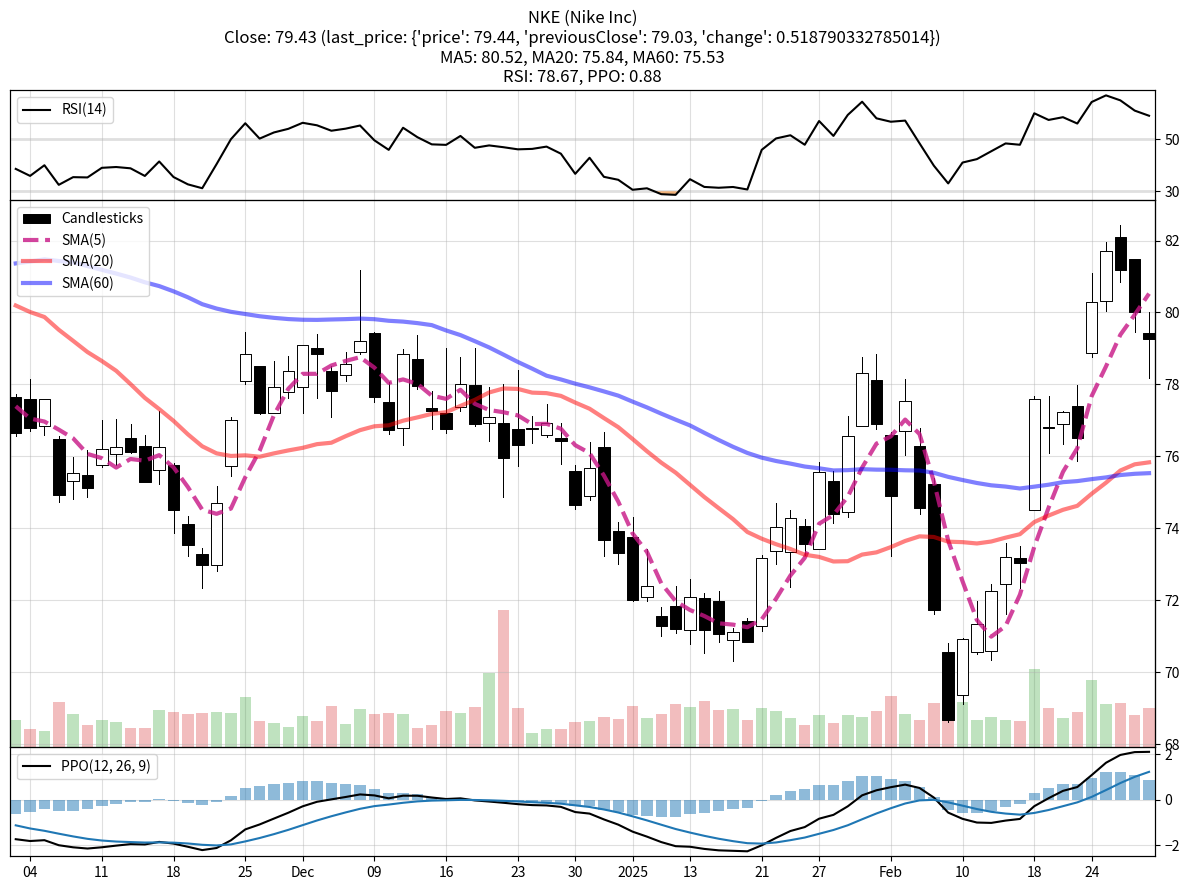 NKE (Nike Inc)
Close: 79.43 (last_price: {'price': 79.44, 'previousClose': 79.03, 'change': 0.518790332785014})
MA5: 80.52, MA20: 75.84, MA60: 75.53
RSI: 78.67, PPO: 0.88
RSI(14)
50
30
Candlesticks
SMA(5)
SMA(20)
SMA(60)
82
80
78
76
74
72
70
68
PPO(12, 26, 9)
2
0
−2
04 11 18 25 Dec 09 16 23 30 2025 13 21 27 Feb 10 18 24